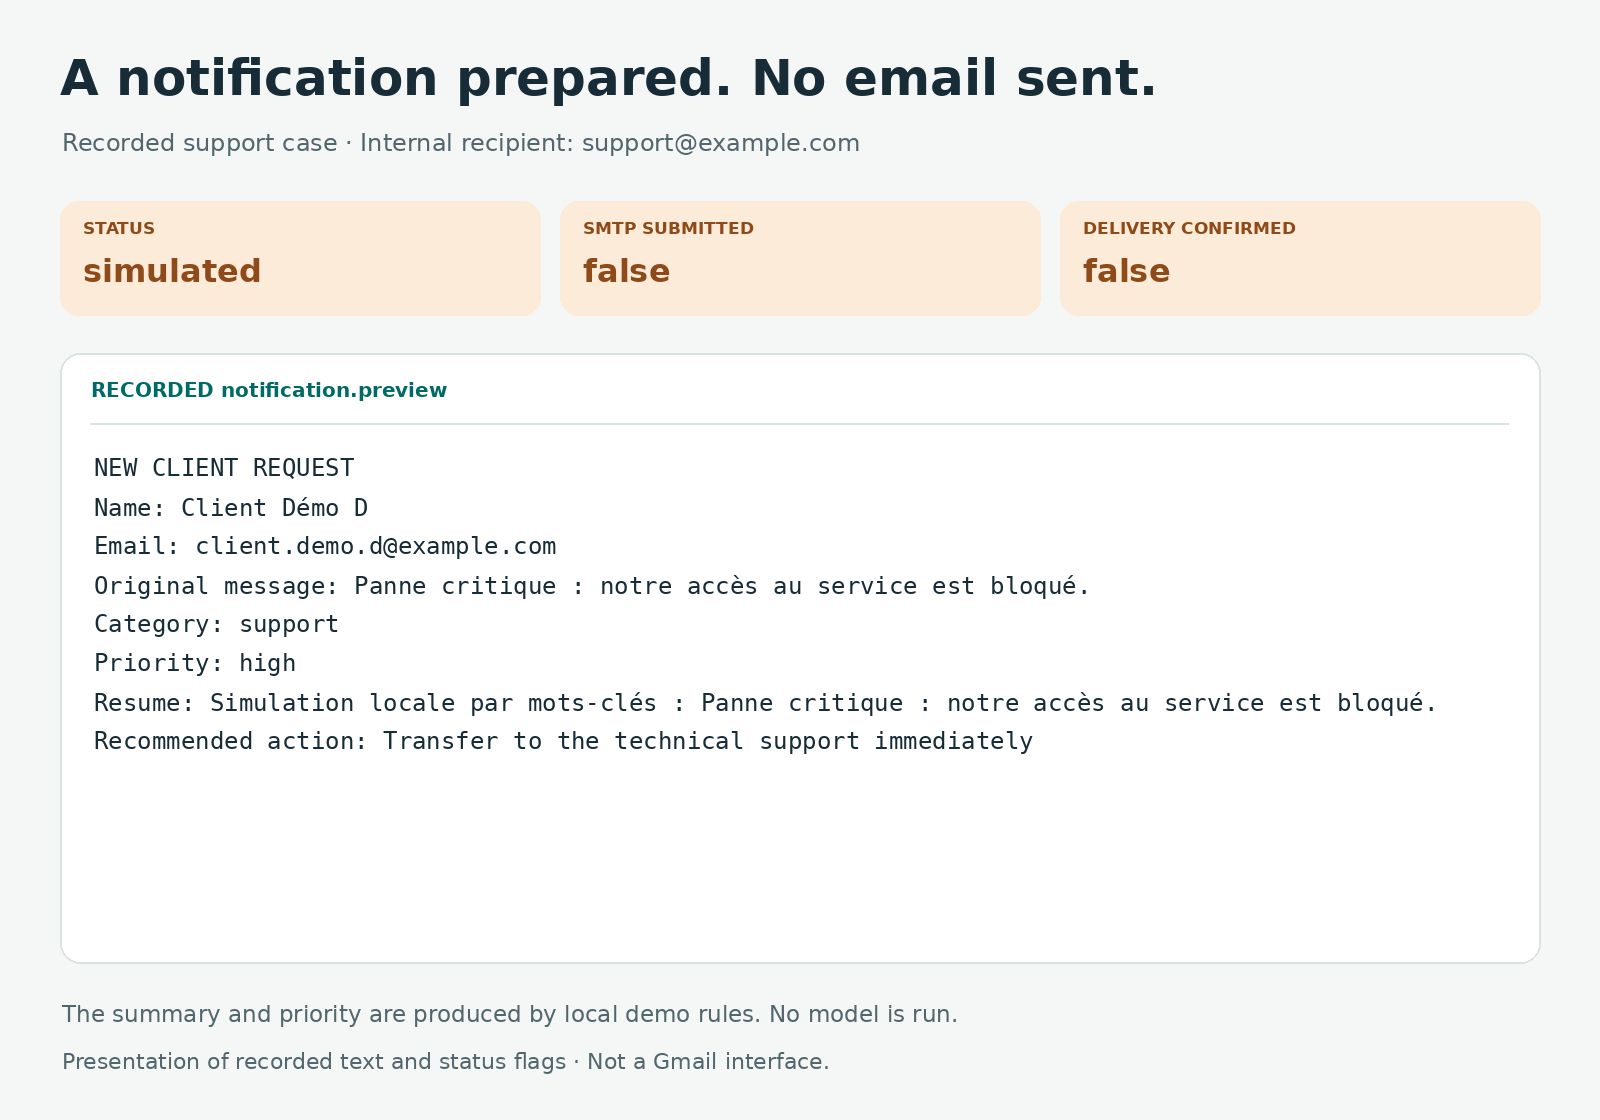 A notification prepared. No email sent.
Recorded support case · Internal recipient: support@example.com
STATUS
simulated
SMTP SUBMITTED
false
DELIVERY CONFIRMED
false
RECORDED notification.preview
NEW CLIENT REQUEST
Name: Client Démo D
Email: client.demo.d@example.com
Original message: Panne critique : notre accès au service est bloqué.
Category: support
Priority: high
Resume: Simulation locale par mots-clés : Panne critique : notre accès au service est bloqué.
Recommended action: Transfer to the technical support immediately
The summary and priority are produced by local demo rules. No model is run.
Presentation of recorded text and status flags · Not a Gmail interface.